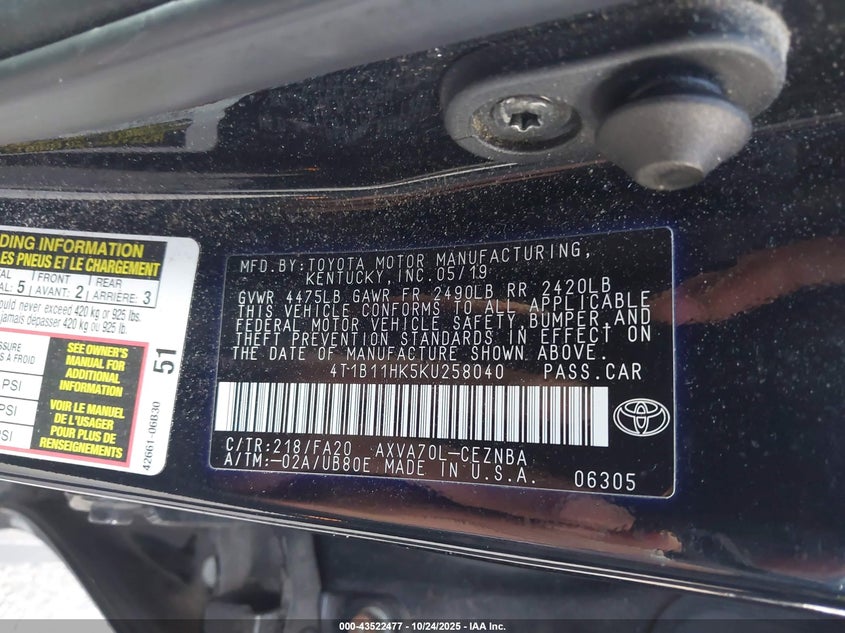 DING INFORMATION
LES PNEUS ET LE CHARGEMENT
TAL FRONT REAR
AL: 5 AVANT: 2 ARRIÈRE: 3
ould never exceed 420 kg or 925 lbs.
jamais dépasser 420 kg ou 925 lb.
SEE OWNER'S
MANUAL FOR
ADDITIONAL
INFORMATION
VOIR LE MANUEL
DE L'USAGER
POUR PLUS DE
RENSEIGNEMENTS
PSI
PSI
PSI
51
42661-06B30
MFD.BY:TOYOTA MOTOR MANUFACTURING,
KENTUCKY, INC.05/19
GVWR 4475LB GAWR FR 2490LB RR 2420LB
THIS VEHICLE CONFORMS TO ALL APPLICABLE
FEDERAL MOTOR VEHICLE SAFETY,BUMPER,AND
THEFT PREVENTION STANDARDS IN EFFECT ON
THE DATE OF MANUFACTURE SHOWN ABOVE.
4T1B11HK5KU258040 PASS.CAR
C/TR:218/FA20 AXVA70L-CEZNBA
A/TM:-02A/UB80E MADE IN U.S.A.
06305
000-43522477 - 10/24/2025 - IAA Inc.